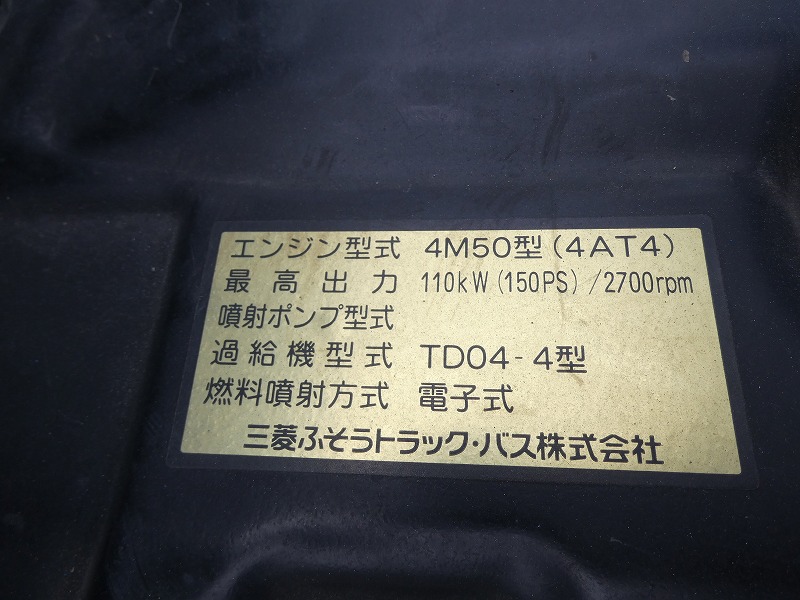 エンジン型式 4M50型(4AT4)
最高出力 110kW(150PS)/2700rpm
噴射ポンプ型式
過給機型式 TD04-4型
燃料噴射方式 電子式
三菱ふそうトラック・バス株式会社